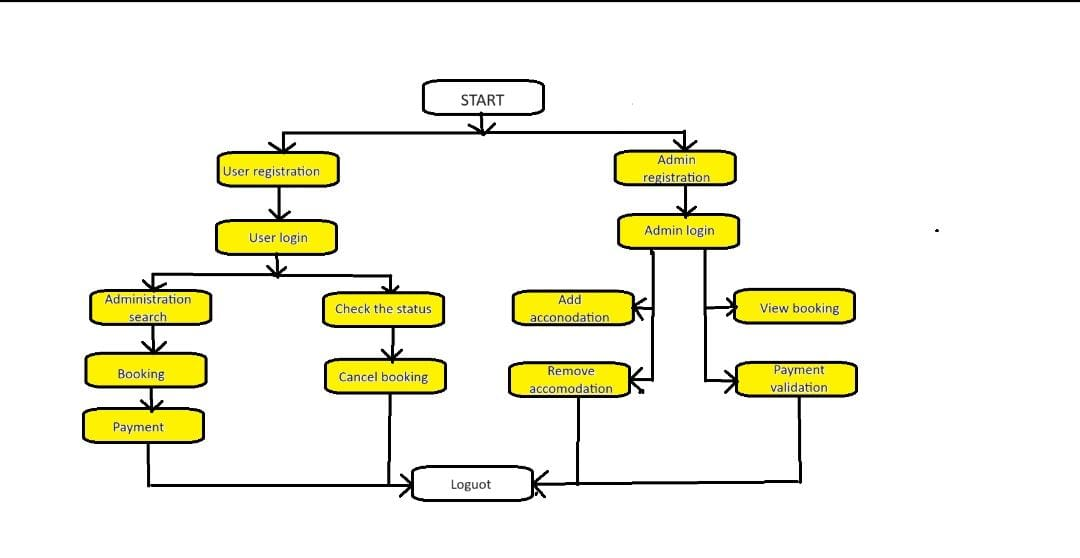 START
User registration
Admin
registration
User login
Admin login
Administration
search
Check the status
Add
acconodation
View booking
Booking
Cancel booking
Remove
accomodation
Payment
validation
Payment
Loguot